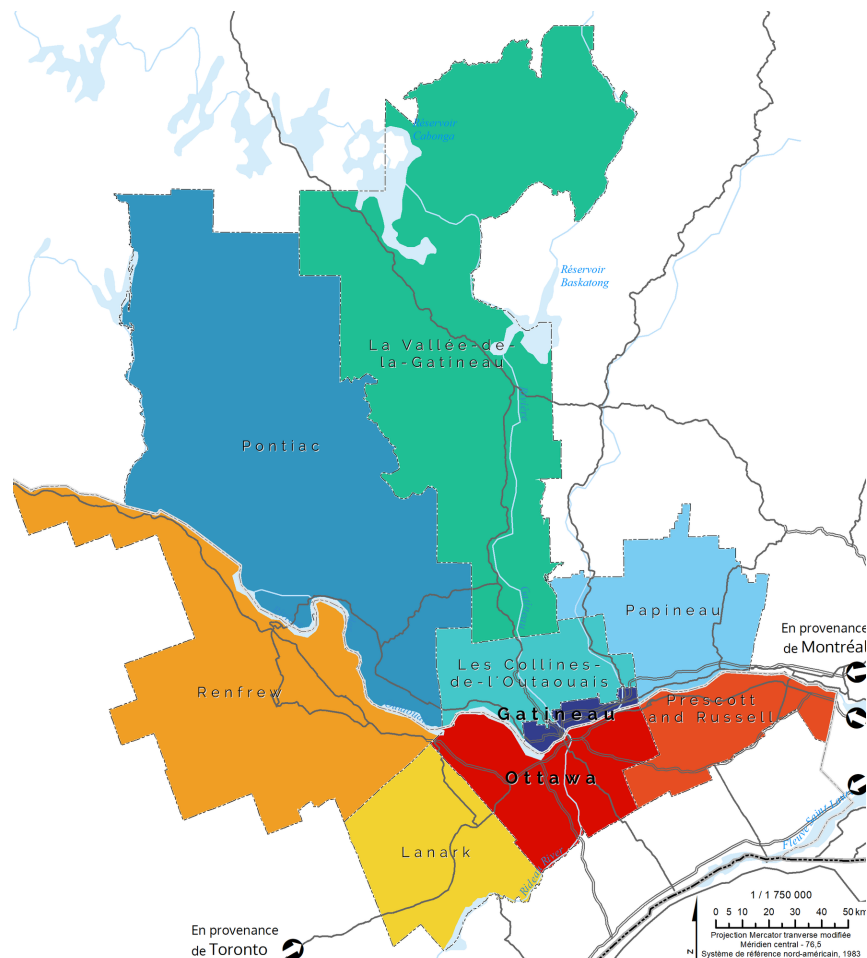 Réservoir
Cabonga
Réservoir
Baskatong
La Vallée-de-
la-Gatineau
Pontiac
Papineau
En provenance
de Montréal
Les Collines-
de-l'Outaouais
Renfrew
Prescott
and Russell
Gatineau
Ottawa
Fleuve Saint-Laur
Lanark
Rideau River
1 / 1 750 000
0 5 10 20 30 40 50 km
En provenance
de Toronto
N
Projection Mercator tranverse modifiée
Méridien central - 76,5
Système de référence nord-américain, 1983